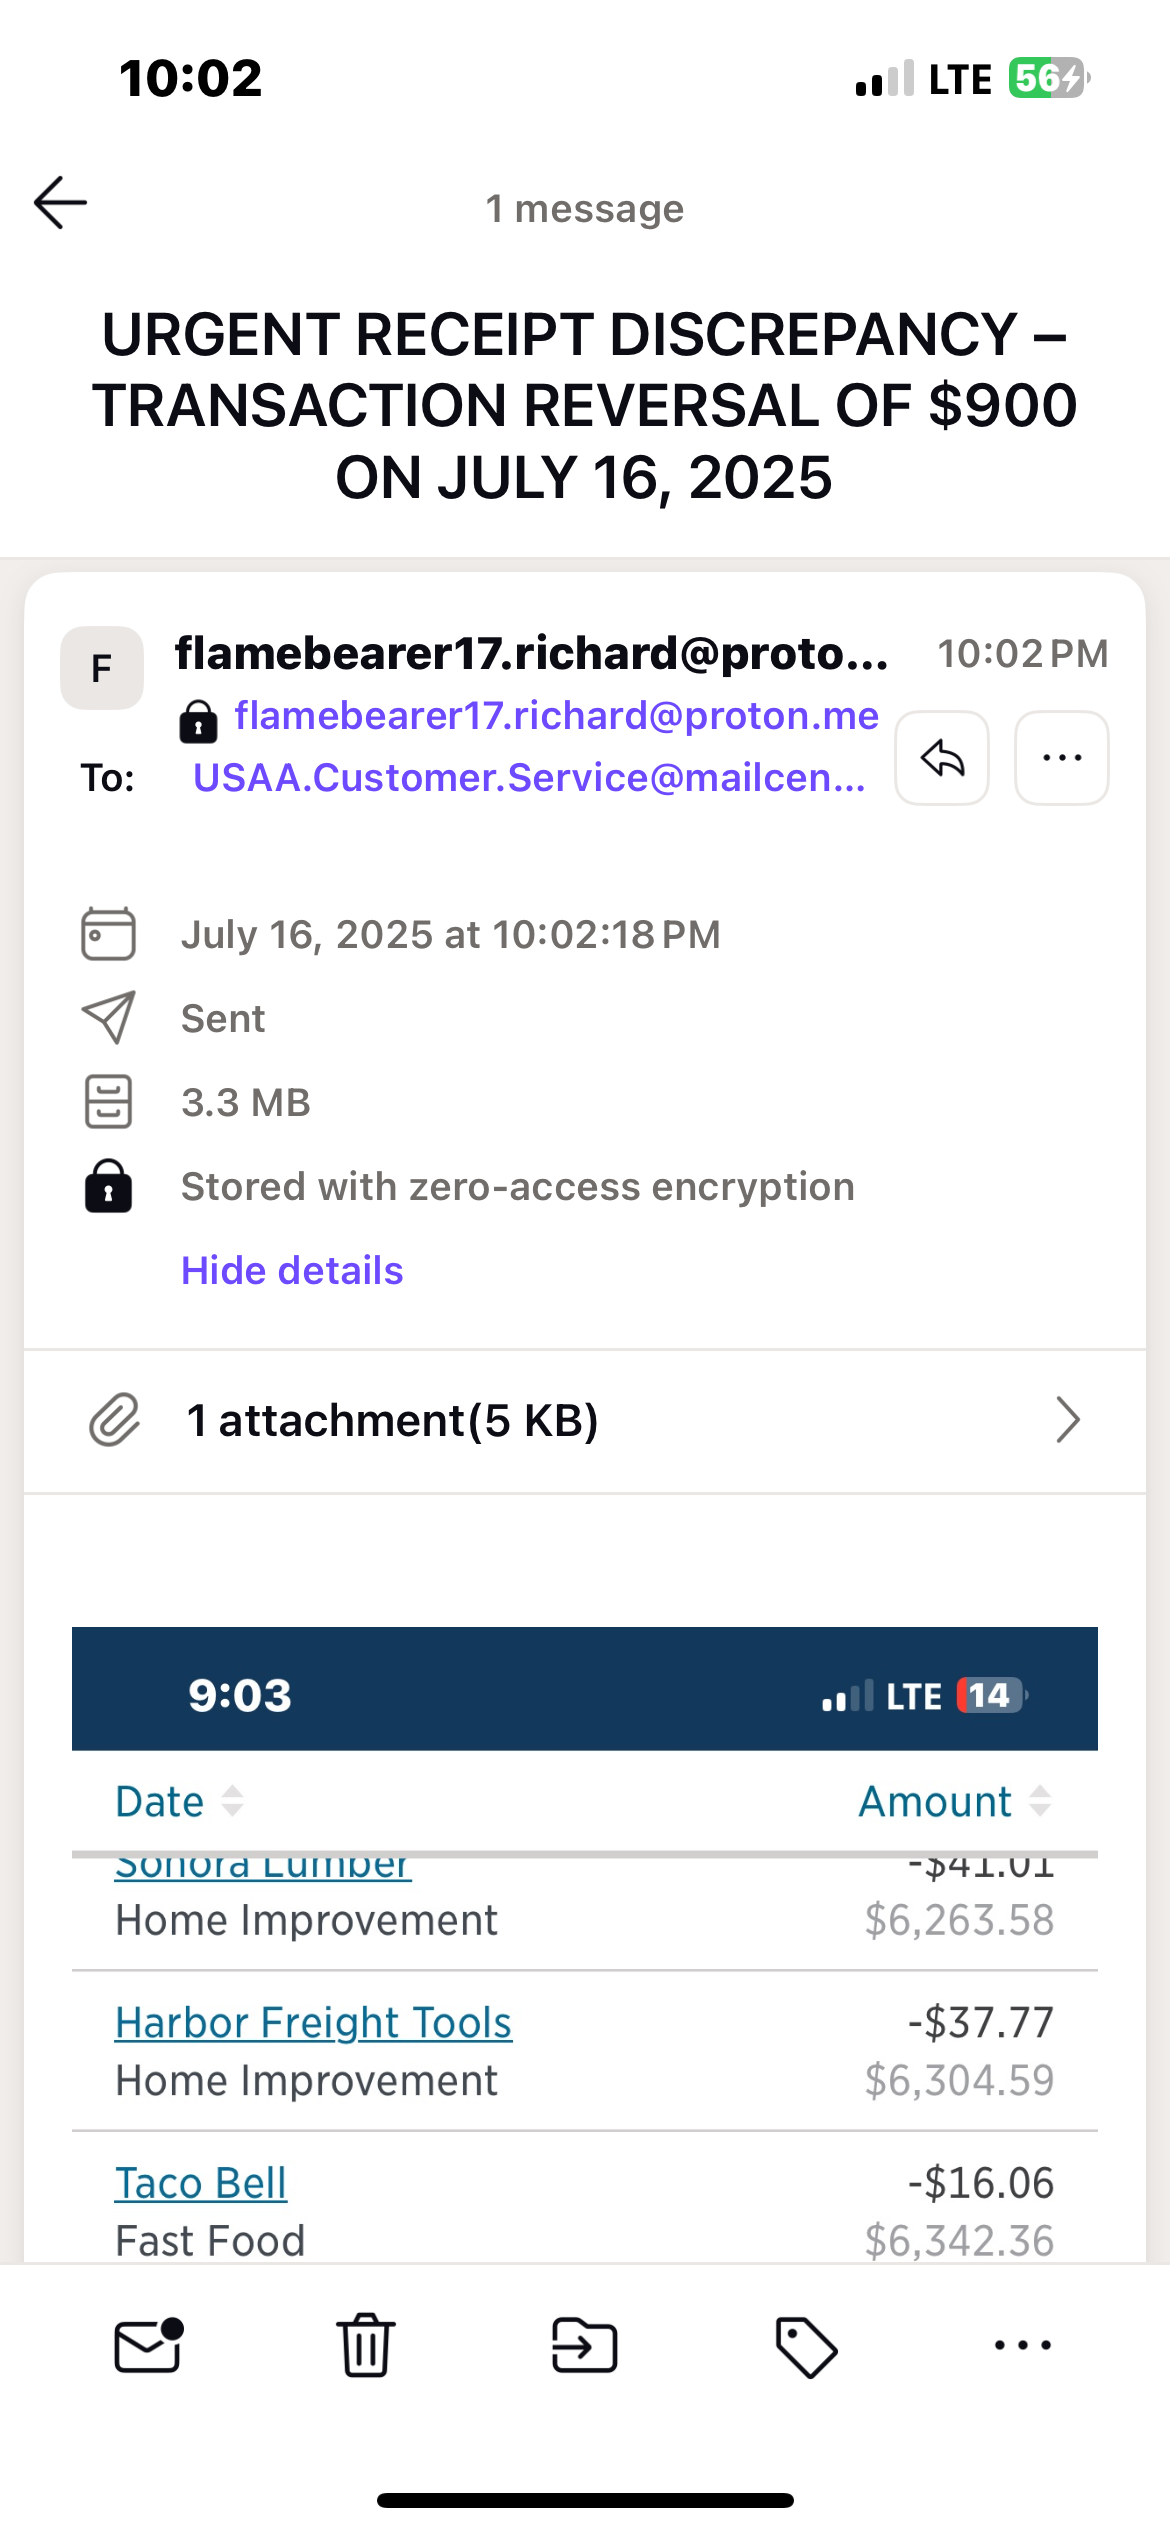 10:02
LTE 56
1 message
URGENT RECEIPT DISCREPANCY –
TRANSACTION REVERSAL OF $900
ON JULY 16, 2025
F
flamebearer17.richard@proto... 10:02 PM
flamebearer17.richard@proton.me
To: USAA.Customer.Service@mailcen...
July 16, 2025 at 10:02:18 PM
Sent
3.3 MB
Stored with zero-access encryption
Hide details
1 attachment(5 KB)
9:03 LTE 14
Date Amount
Sonora Lumber -$41.01
Home Improvement $6,263.58
Harbor Freight Tools -$37.77
Home Improvement $6,304.59
Taco Bell -$16.06
Fast Food $6,342.36